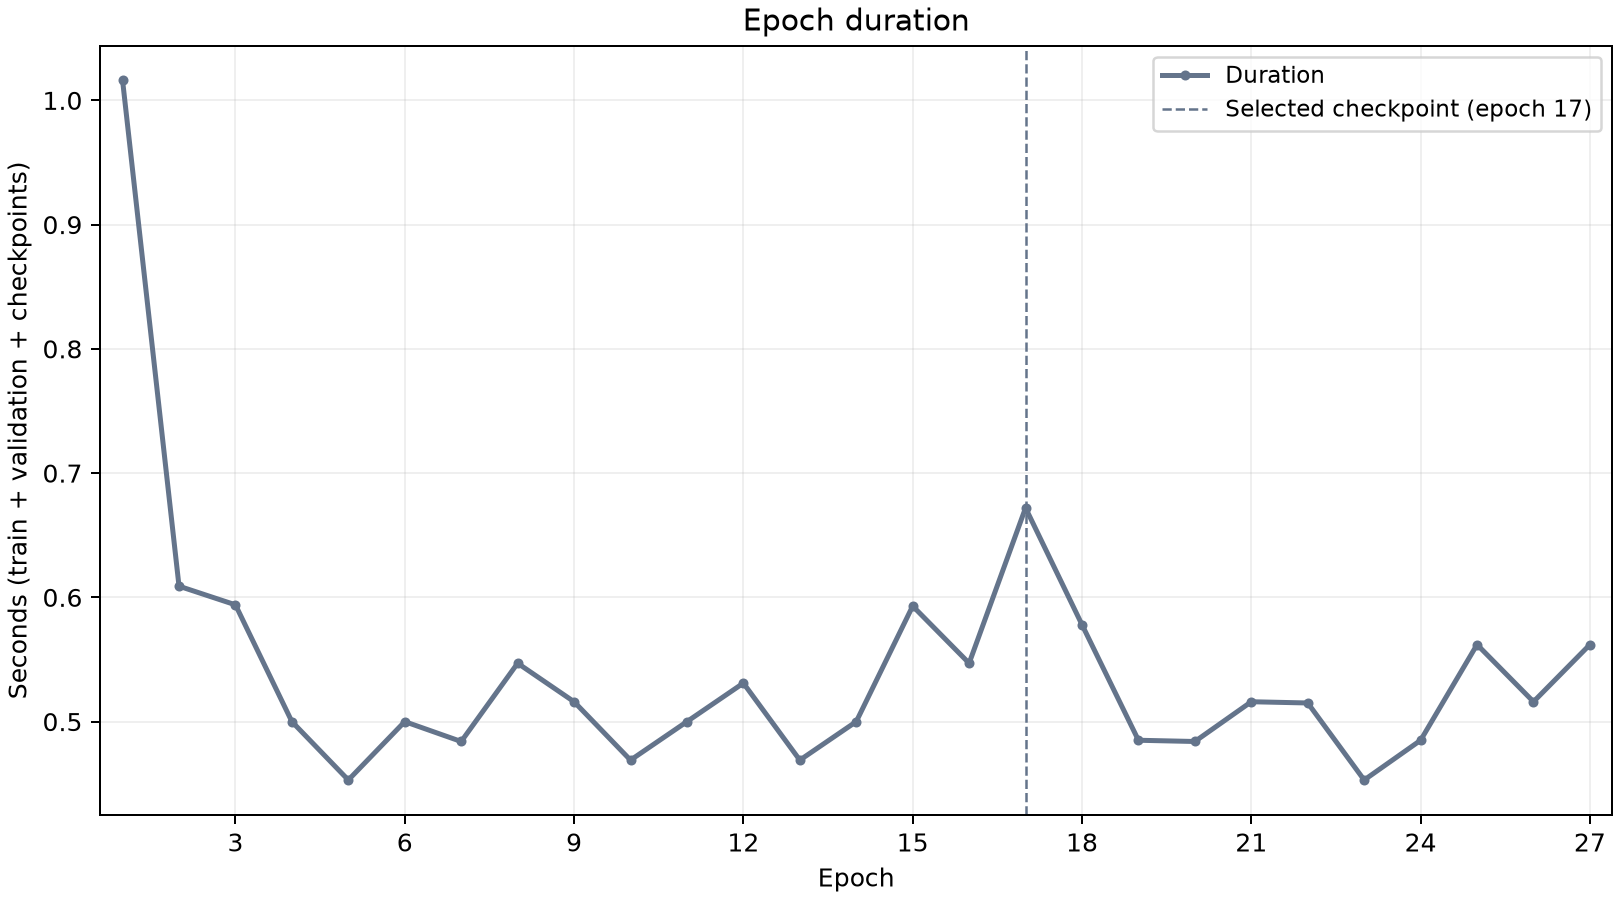 Epoch duration
Duration
Selected checkpoint (epoch 17)
Seconds (train + validation + checkpoints)
1.0
0.9
0.8
0.7
0.6
0.5
3 6 9 12 15 18 21 24 27
Epoch